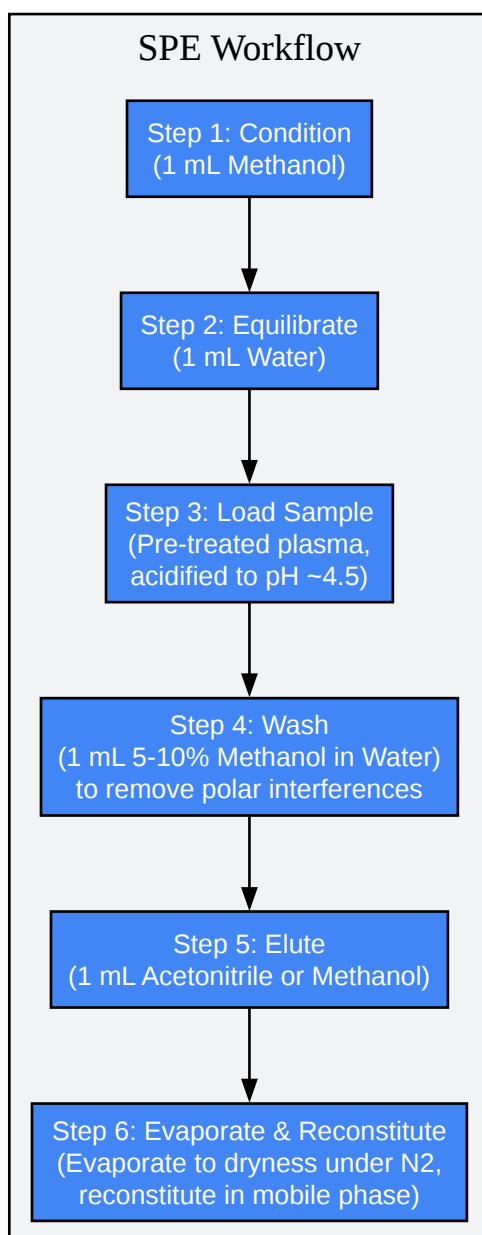 SPE Workflow
Step 1: Condition
(1 mL Methanol)
Step 2: Equilibrate
(1 mL Water)
Step 3: Load Sample
(Pre-treated plasma,
acidified to pH ~4.5)
Step 4: Wash
(1 mL 5-10% Methanol in Water)
to remove polar interferences
Step 5: Elute
(1 mL Acetonitrile or Methanol)
Step 6: Evaporate & Reconstitute
(Evaporate to dryness under N2,
reconstitute in mobile phase)